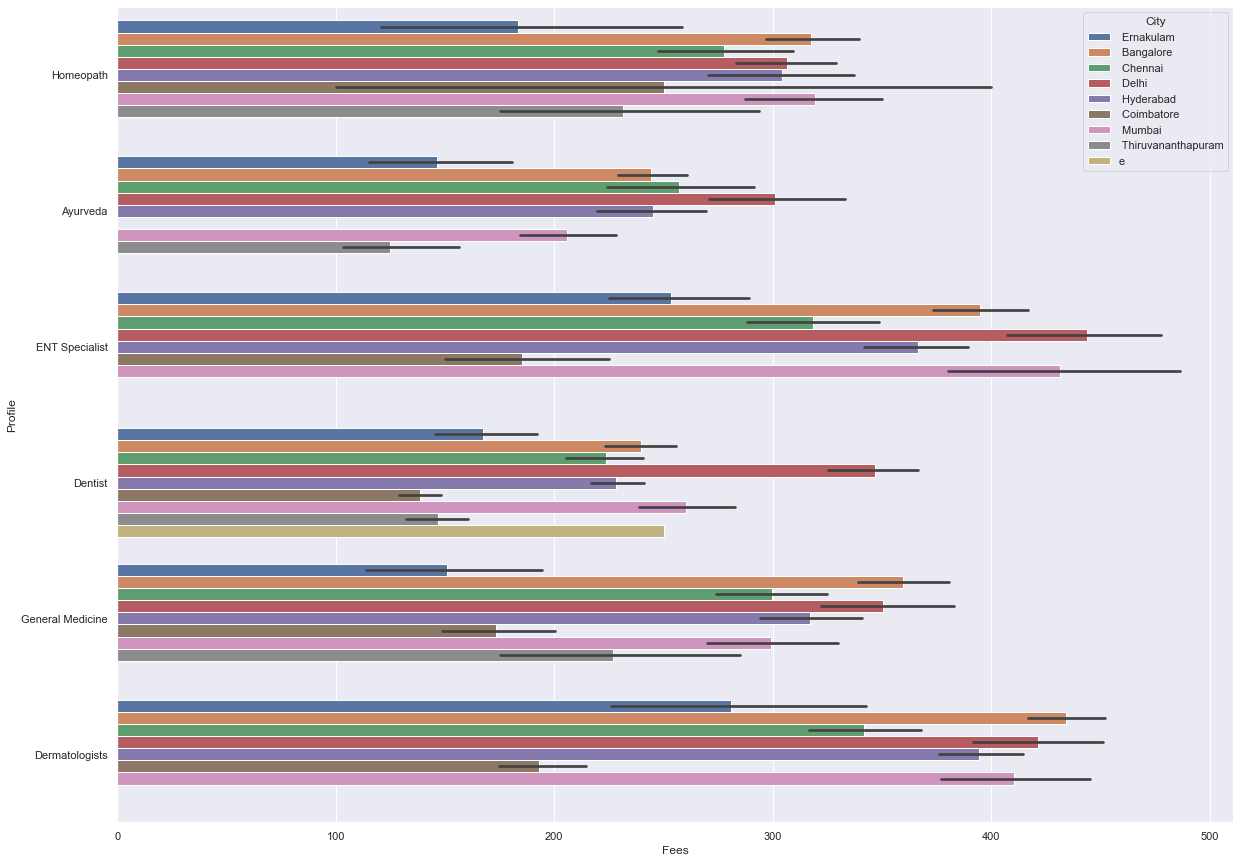 City
Ernakulam
Bangalore
Chennai
Delhi
Hyderabad
Coimbatore
Mumbai
Thiruvananthapuram
e
Profile
Homeopath
Ayurveda
ENT Specialist
Dentist
General Medicine
Dermatologists
0 100 200 300 400 500
Fees